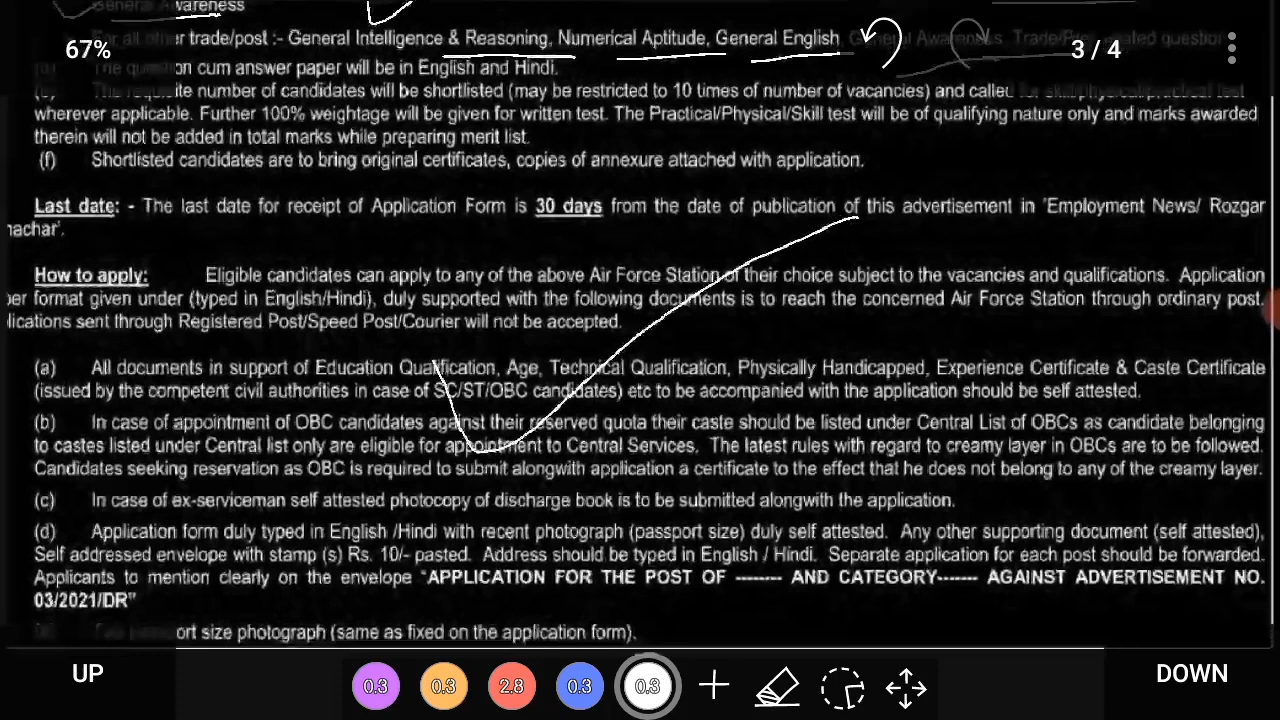 General Awareness
For all other trade/post :- General Intelligence & Reasoning, Numerical Aptitude, General English, General Awareness, Trade/Post related question
67%
3 / 4
The question cum answer paper will be in English and Hindi.
The requisite number of candidates will be shortlisted (may be restricted to 10 times of number of vacancies) and called for skill/physical/practical test
wherever applicable. Further 100% weightage will be given for written test. The Practical/Physical/Skill test will be of qualifying nature only and marks awarded
therein will not be added in total marks while preparing merit list.
(f) Shortlisted candidates are to bring original certificates, copies of annexure attached with application.
Last date: - The last date for receipt of Application Form is 30 days from the date of publication of this advertisement in 'Employment News/ Rozgar
nachar'.
How to apply: Eligible candidates can apply to any of the above Air Force Station of their choice subject to the vacancies and qualifications. Application
per format given under (typed in English/Hindi), duly supported with the following documents is to reach the concerned Air Force Station through ordinary post.
lications sent through Registered Post/Speed Post/Courier will not be accepted.
(a) All documents in support of Education Qualification, Age, Technical Qualification, Physically Handicapped, Experience Certificate & Caste Certificate
(issued by the competent civil authorities in case of SC/ST/OBC candidates) etc to be accompanied with the application should be self attested.
(b) In case of appointment of OBC candidates against their reserved quota their caste should be listed under Central List of OBCs as candidate belonging
to castes listed under Central list only are eligible for appointment to Central Services. The latest rules with regard to creamy layer in OBCs are to be followed.
Candidates seeking reservation as OBC is required to submit alongwith application a certificate to the effect that he does not belong to any of the creamy layer.
(c) In case of ex-serviceman self attested photocopy of discharge book is to be submitted alongwith the application.
(d) Application form duly typed in English /Hindi with recent photograph (passport size) duly self attested. Any other supporting document (self attested),
Self addressed envelope with stamp (s) Rs. 10/- pasted. Address should be typed in English / Hindi. Separate application for each post should be forwarded.
Applicants to mention clearly on the envelope "APPLICATION FOR THE POST OF -------- AND CATEGORY------- AGAINST ADVERTISEMENT NO.
03/2021/DR"
port size photograph (same as fixed on the application form).
UP
0.3 0.3 2.8 0.3 0.3
DOWN